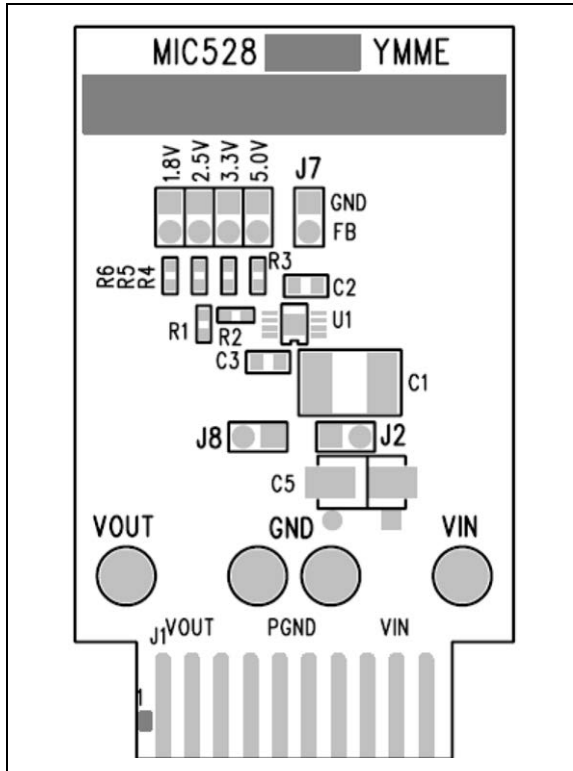 MIC528 YMME
1.8V 2.5V 3.3V 5.0V
J7
GND
FB
R6 R5 R4
R3
C2
R1 R2
U1
C3
C1
J8 J2
C5
VOUT GND VIN
J1 VOUT PGND VIN
1